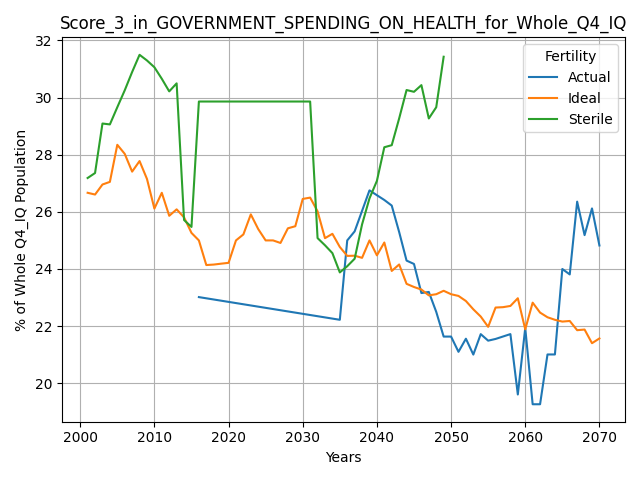 Score_3_in_GOVERNMENT_SPENDING_ON_HEALTH_for_Whole_Q4_IQ
Fertility
Actual
Ideal
Sterile
% of Whole Q4_IQ Population
32
30
28
26
24
22
20
2000 2010 2020 2030 2040 2050 2060 2070
Years